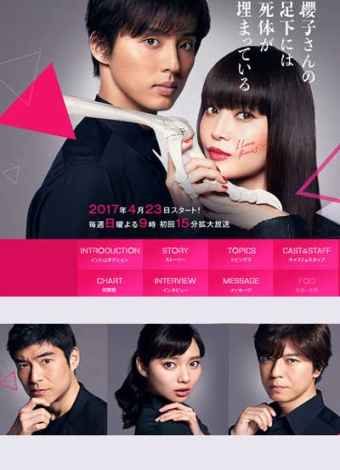 櫻子さんの
足下には
死体が
埋まっている
2017年4月23日スタート!
毎週日曜よる9時 初回15分拡大放送
INTRODUCTION
イントロダクション
STORY
ストーリー
TOPICS
トピックス
CAST&STAFF
キャスト&スタッフ
CHART
相関図
INTERVIEW
インタビュー
MESSAGE
メッセージ